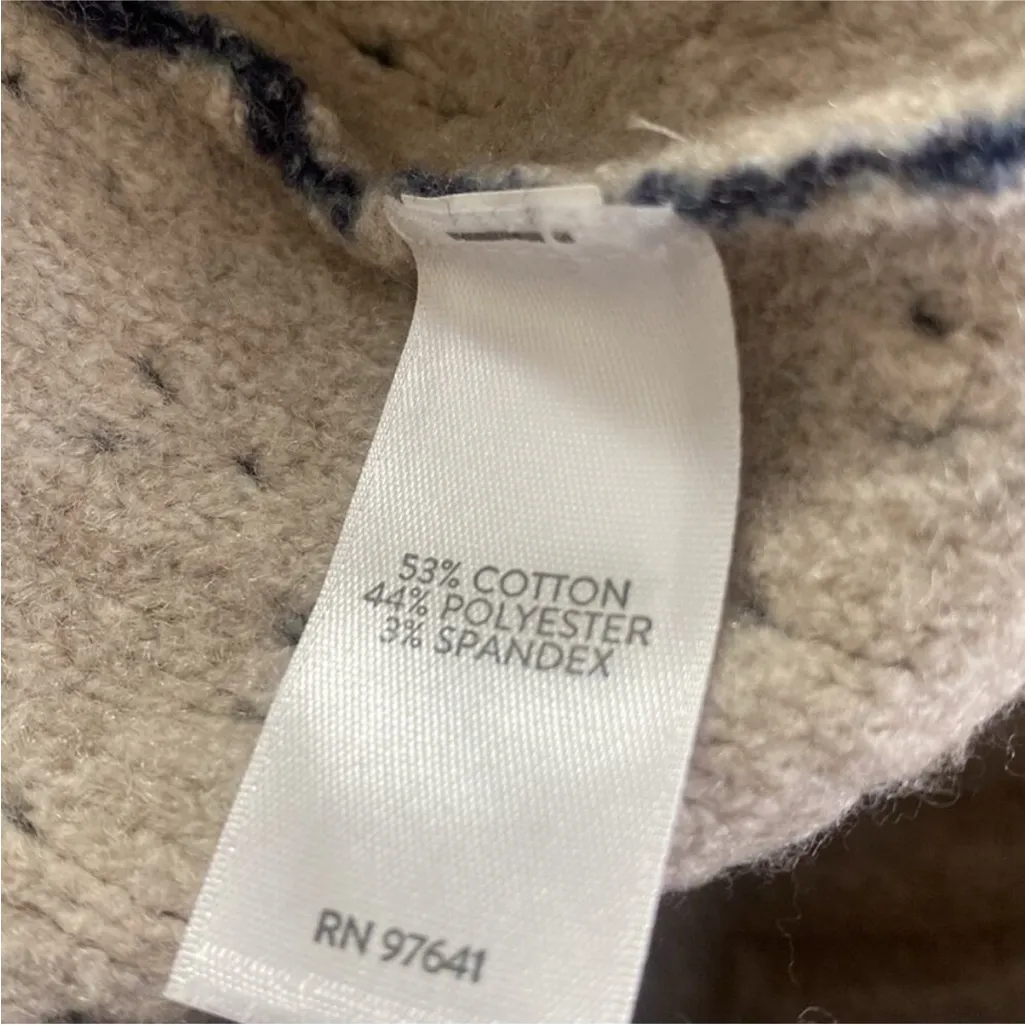 53% COTTON
44% POLYESTER
3% SPANDEX
RN 97641